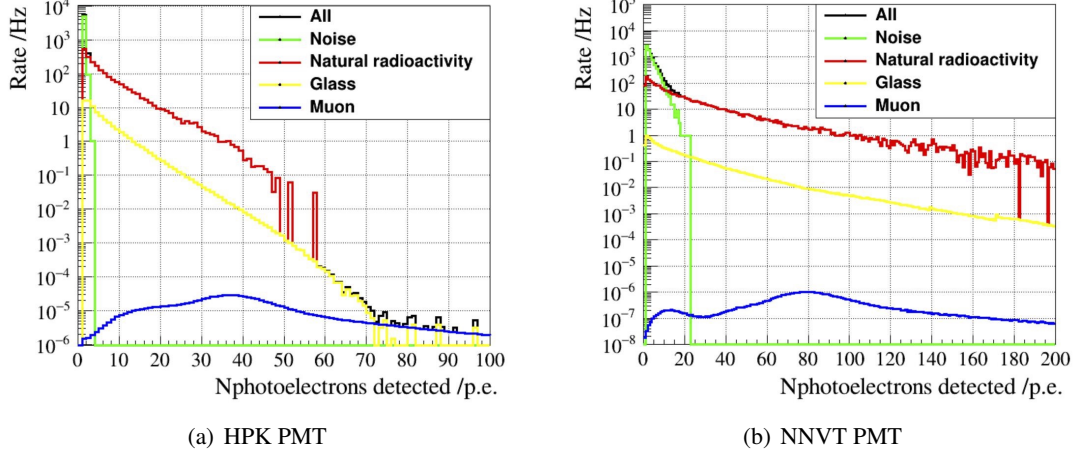 Rate /Hz
10^5
10^4
10^3
10^2
10
1
10^-1
10^-2
10^-3
10^-4
10^-5
10^-6
0 10 20 30 40 50 60 70 80 90 100
Nphotoelectrons detected /p.e.
All
Noise
Natural radioactivity
Glass
Muon
(a) HPK PMT
Rate /Hz
10^5
10^4
10^3
10^2
10
1
10^-1
10^-2
10^-3
10^-4
10^-5
10^-6
10^-7
10^-8
0 20 40 60 80 100 120 140 160 180 200
Nphotoelectrons detected /p.e.
All
Noise
Natural radioactivity
Glass
Muon
(b) NNVT PMT